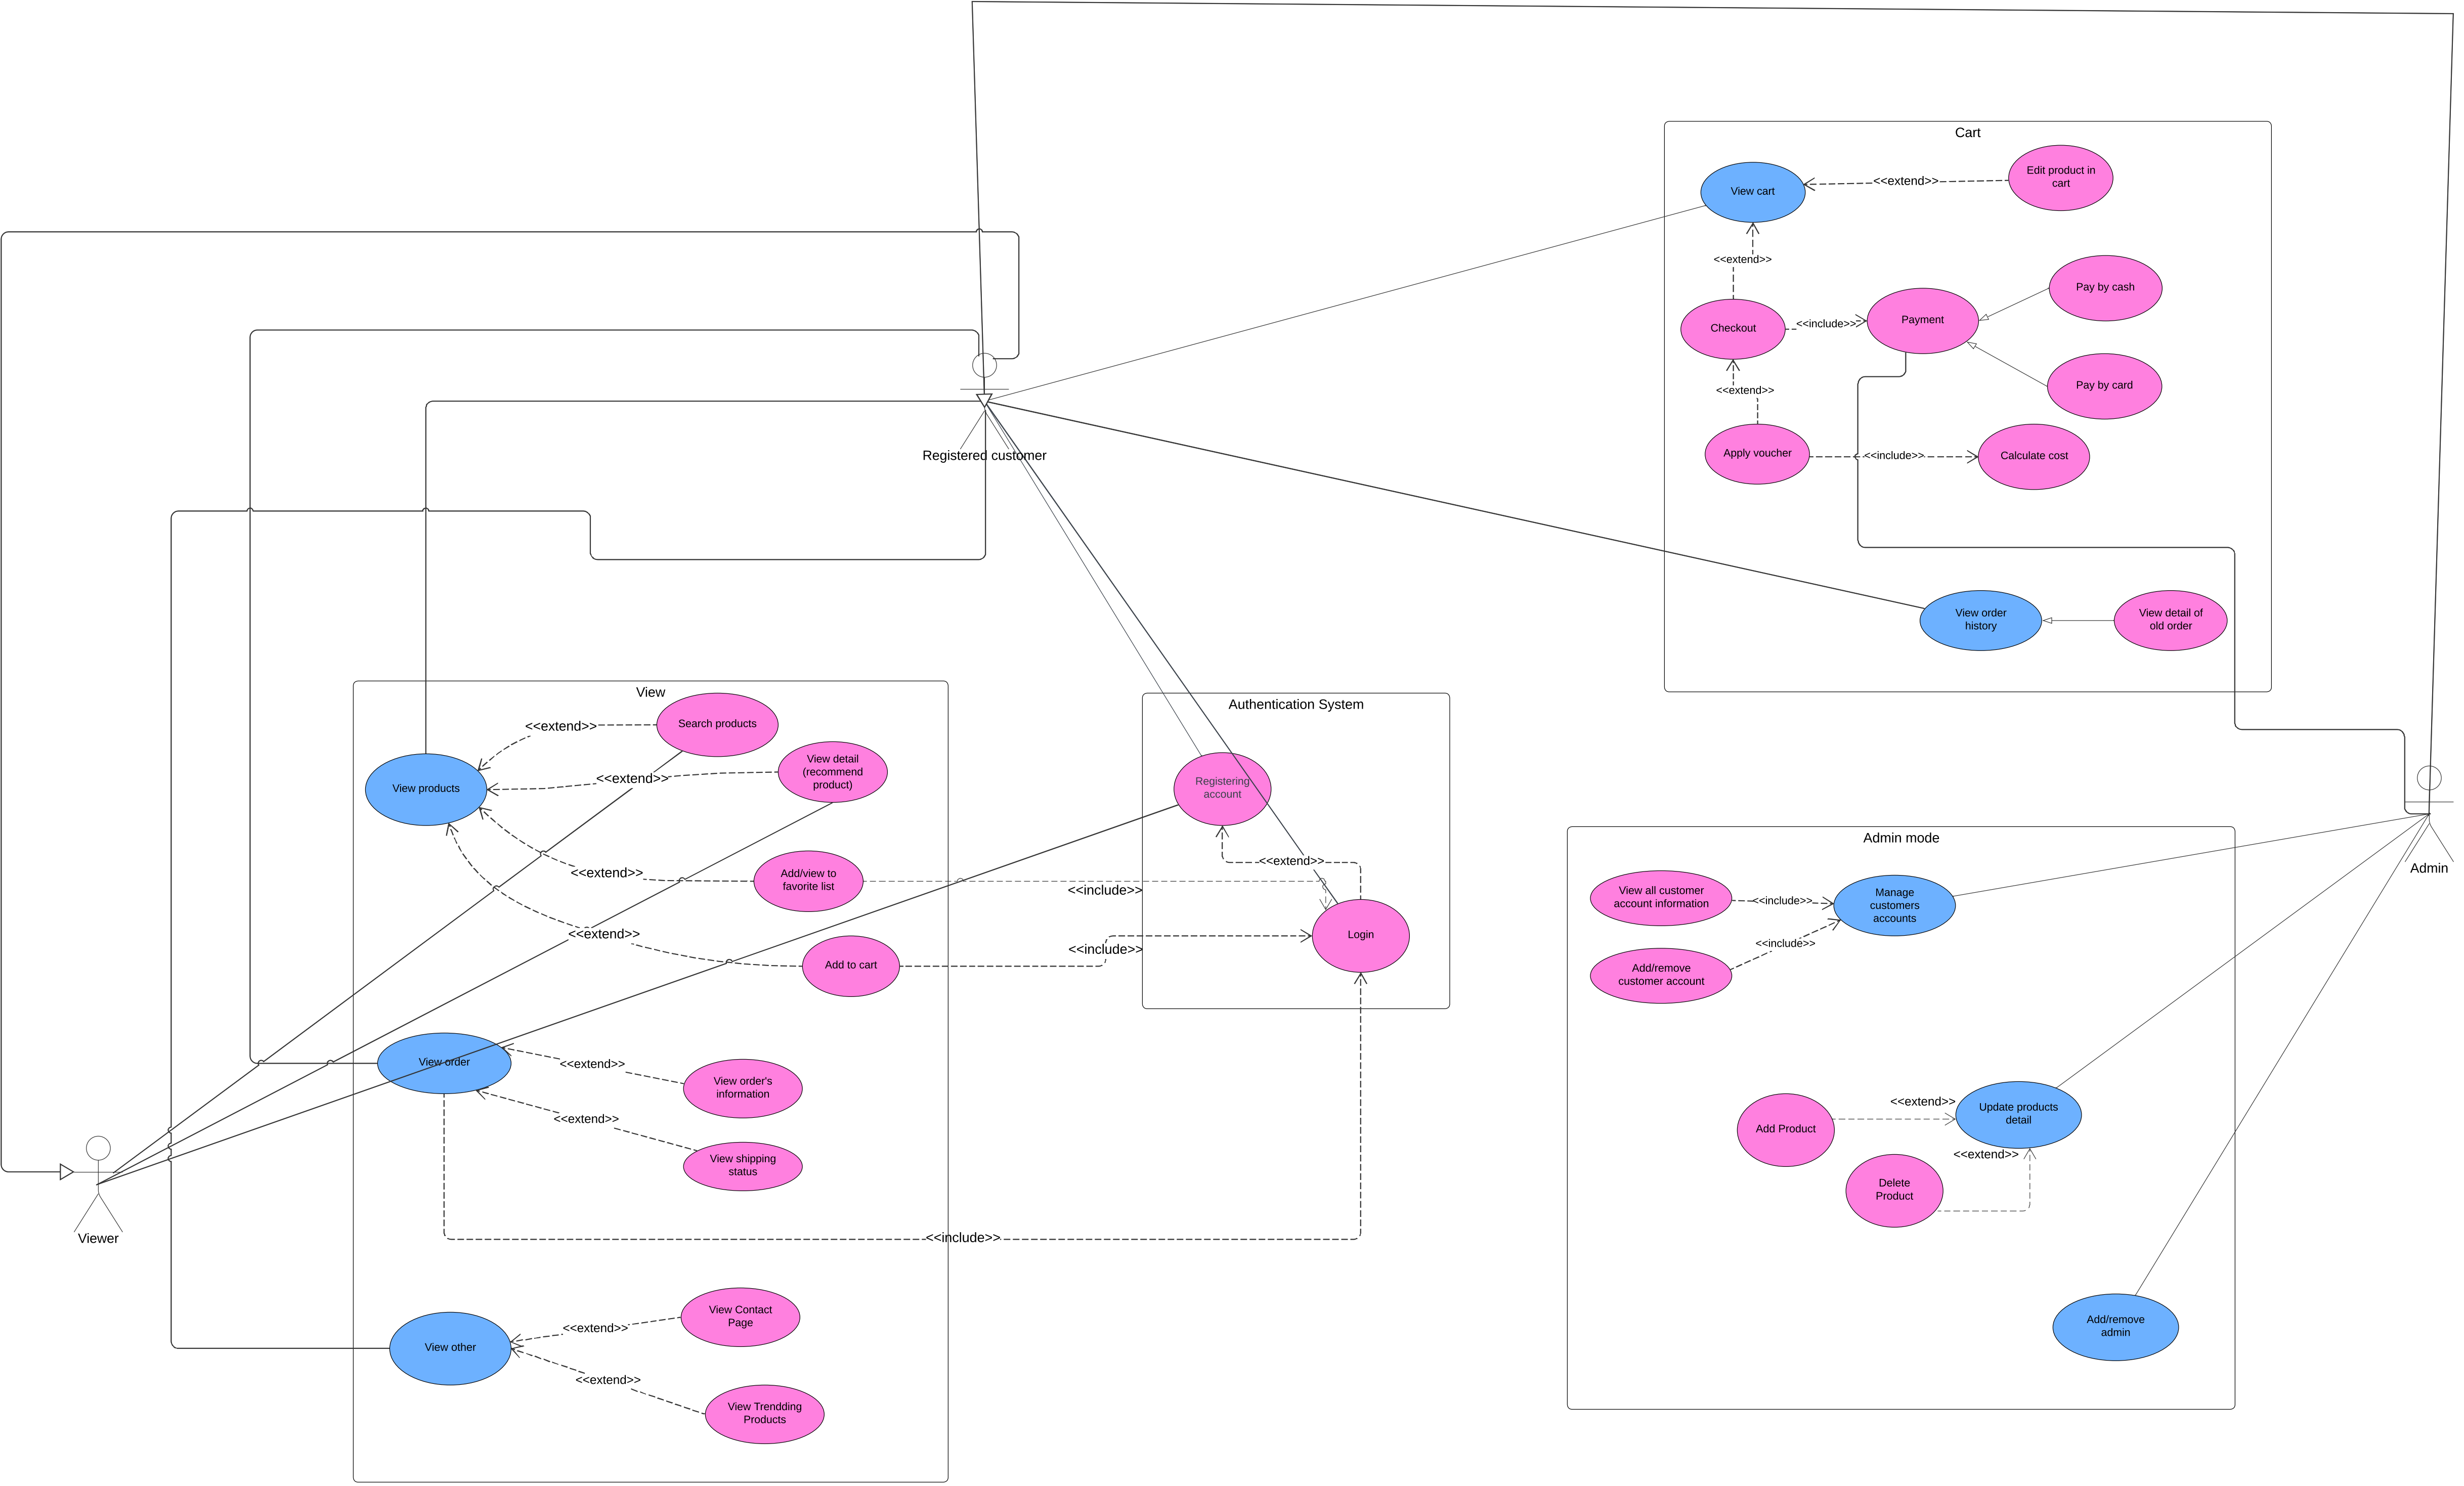 Cart
View cart
<<extend>>
Edit product in
cart
<<extend>>
Pay by cash
Checkout
<<include>>
Payment
Pay by card
<<extend>>
Apply voucher
<<include>>
Calculate cost
Registered customer
View order
history
View detail of
old order
View
Search products
<<extend>>
View detail
(recommend
product)
<<extend>>
View products
Add/view to
favorite list
<<extend>>
<<extend>>
Add to cart
View order
<<extend>>
View order's
information
<<extend>>
View shipping
status
<<include>>
View other
<<extend>>
View Contact
Page
<<extend>>
View Trendding
Products
Viewer
Authentication System
Registering
account
<<extend>>
<<include>>
Login
<<include>>
Admin mode
Admin
View all customer
account information
<<include>>
Manage
customers
accounts
<<include>>
Add/remove
customer account
<<extend>>
Update products
detail
Add Product
<<extend>>
Delete
Product
Add/remove
admin